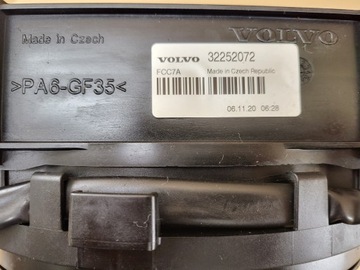 Made in Czech
VOLVO
>PA6-GF35<
VOLVO 32252072
FCC7A Made in Czech Republic
06.11.20 06:28